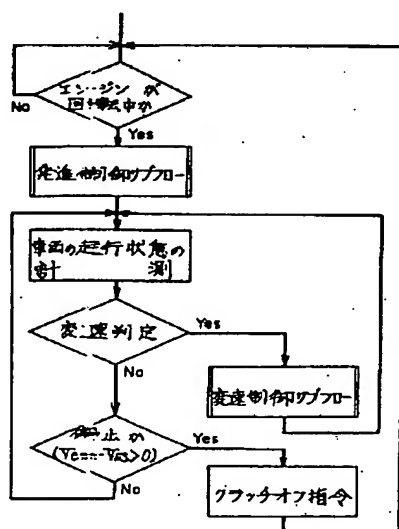 エンジンが
回転中か
No
Yes
発進制御サブフロー
車両の走行状態の
計 測
変速判定
Yes
No
変速制御サブフロー
停止か
Yes
No
クラッチオフ指令